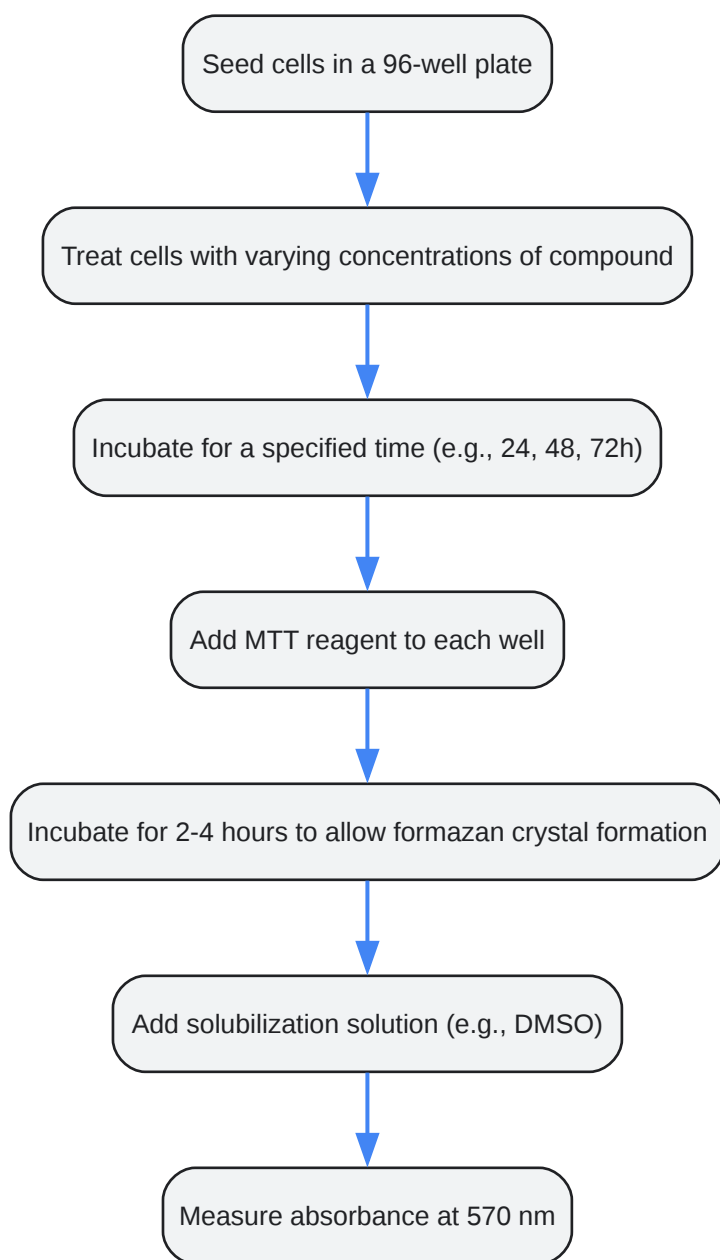 Seed cells in a 96-well plate
Treat cells with varying concentrations of compound
Incubate for a specified time (e.g., 24, 48, 72h)
Add MTT reagent to each well
Incubate for 2-4 hours to allow formazan crystal formation
Add solubilization solution (e.g., DMSO)
Measure absorbance at 570 nm